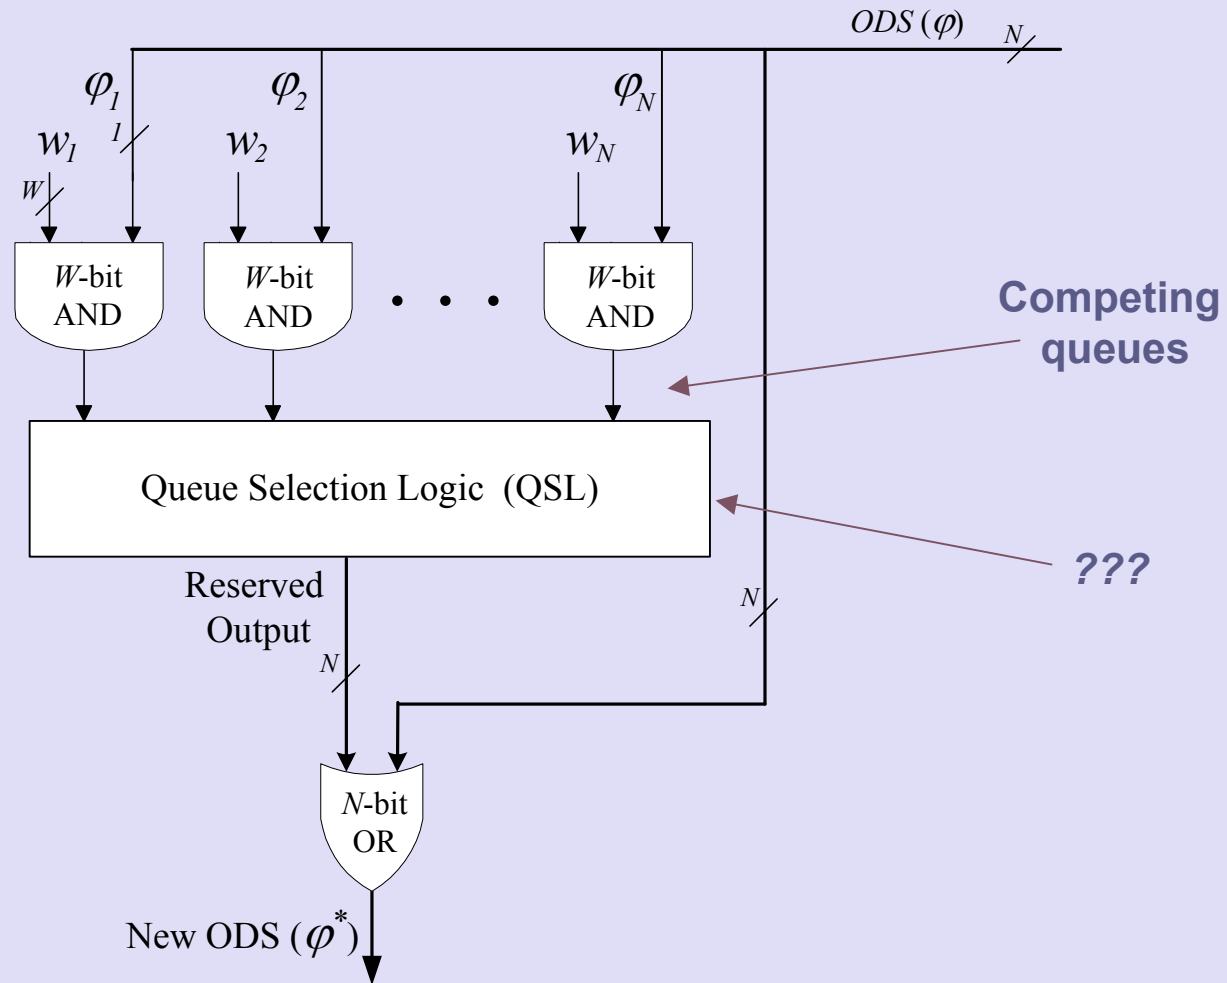 ODS (φ)
N
φ1
φ2
φN
1
w1
w2
wN
W
W-bit
AND
W-bit
AND
. . .
W-bit
AND
Competing
queues
Queue Selection Logic (QSL)
???
Reserved
Output
N
N
N-bit
OR
New ODS (φ*)